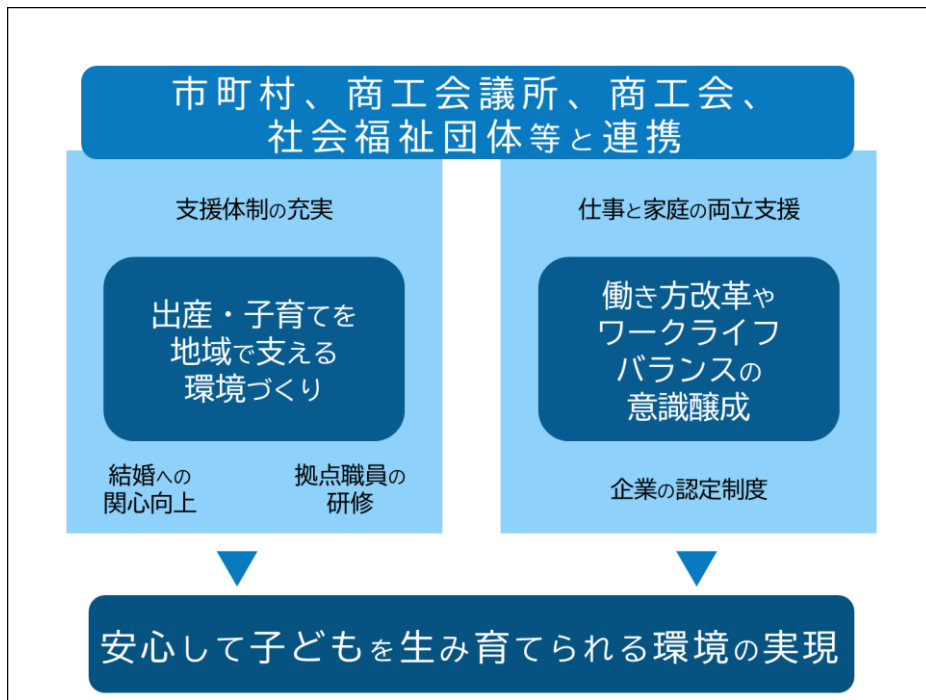 市町村、商工会議所、商工会、
社会福祉団体等と連携
支援体制の充実
出産・子育てを
地域で支える
環境づくり
結婚への
関心向上
拠点職員の
研修
仕事と家庭の両立支援
働き方改革や
ワークライフ
バランスの
意識醸成
企業の認定制度
安心して子どもを生み育てられる環境の実現